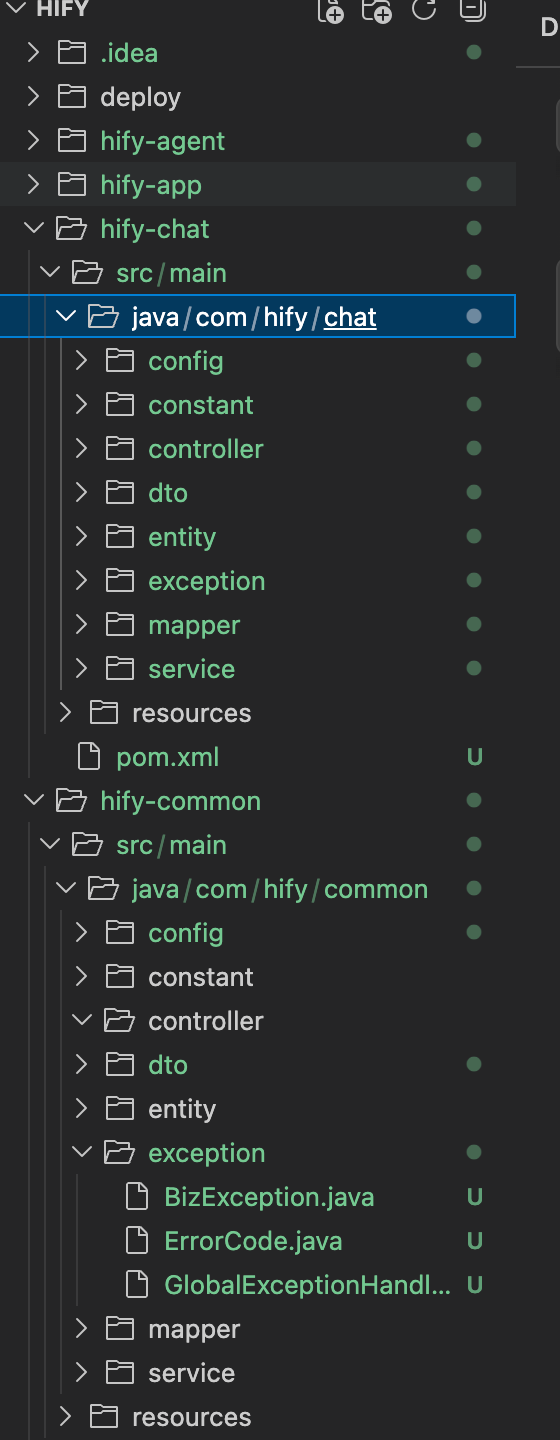 HIFY
D
.idea
deploy
hify-agent
hify-app
hify-chat
src/main
java/com/hify/chat
config
constant
controller
dto
entity
exception
mapper
service
resources
pom.xml U
hify-common
src/main
java/com/hify/common
config
constant
controller
dto
entity
exception
BizException.java U
ErrorCode.java U
GlobalExceptionHandl... U
mapper
service
resources